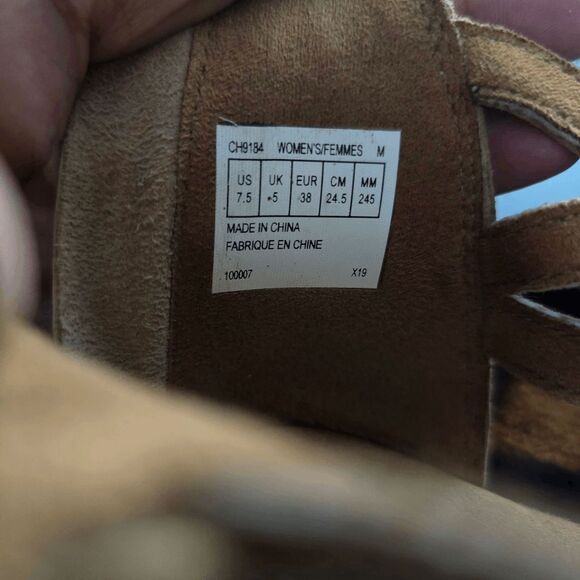 CH9184 WOMEN'S/FEMMES M
US UK EUR CM MM
7.5 5 38 24.5 245
MADE IN CHINA
FABRIQUE EN CHINE
100007 X19